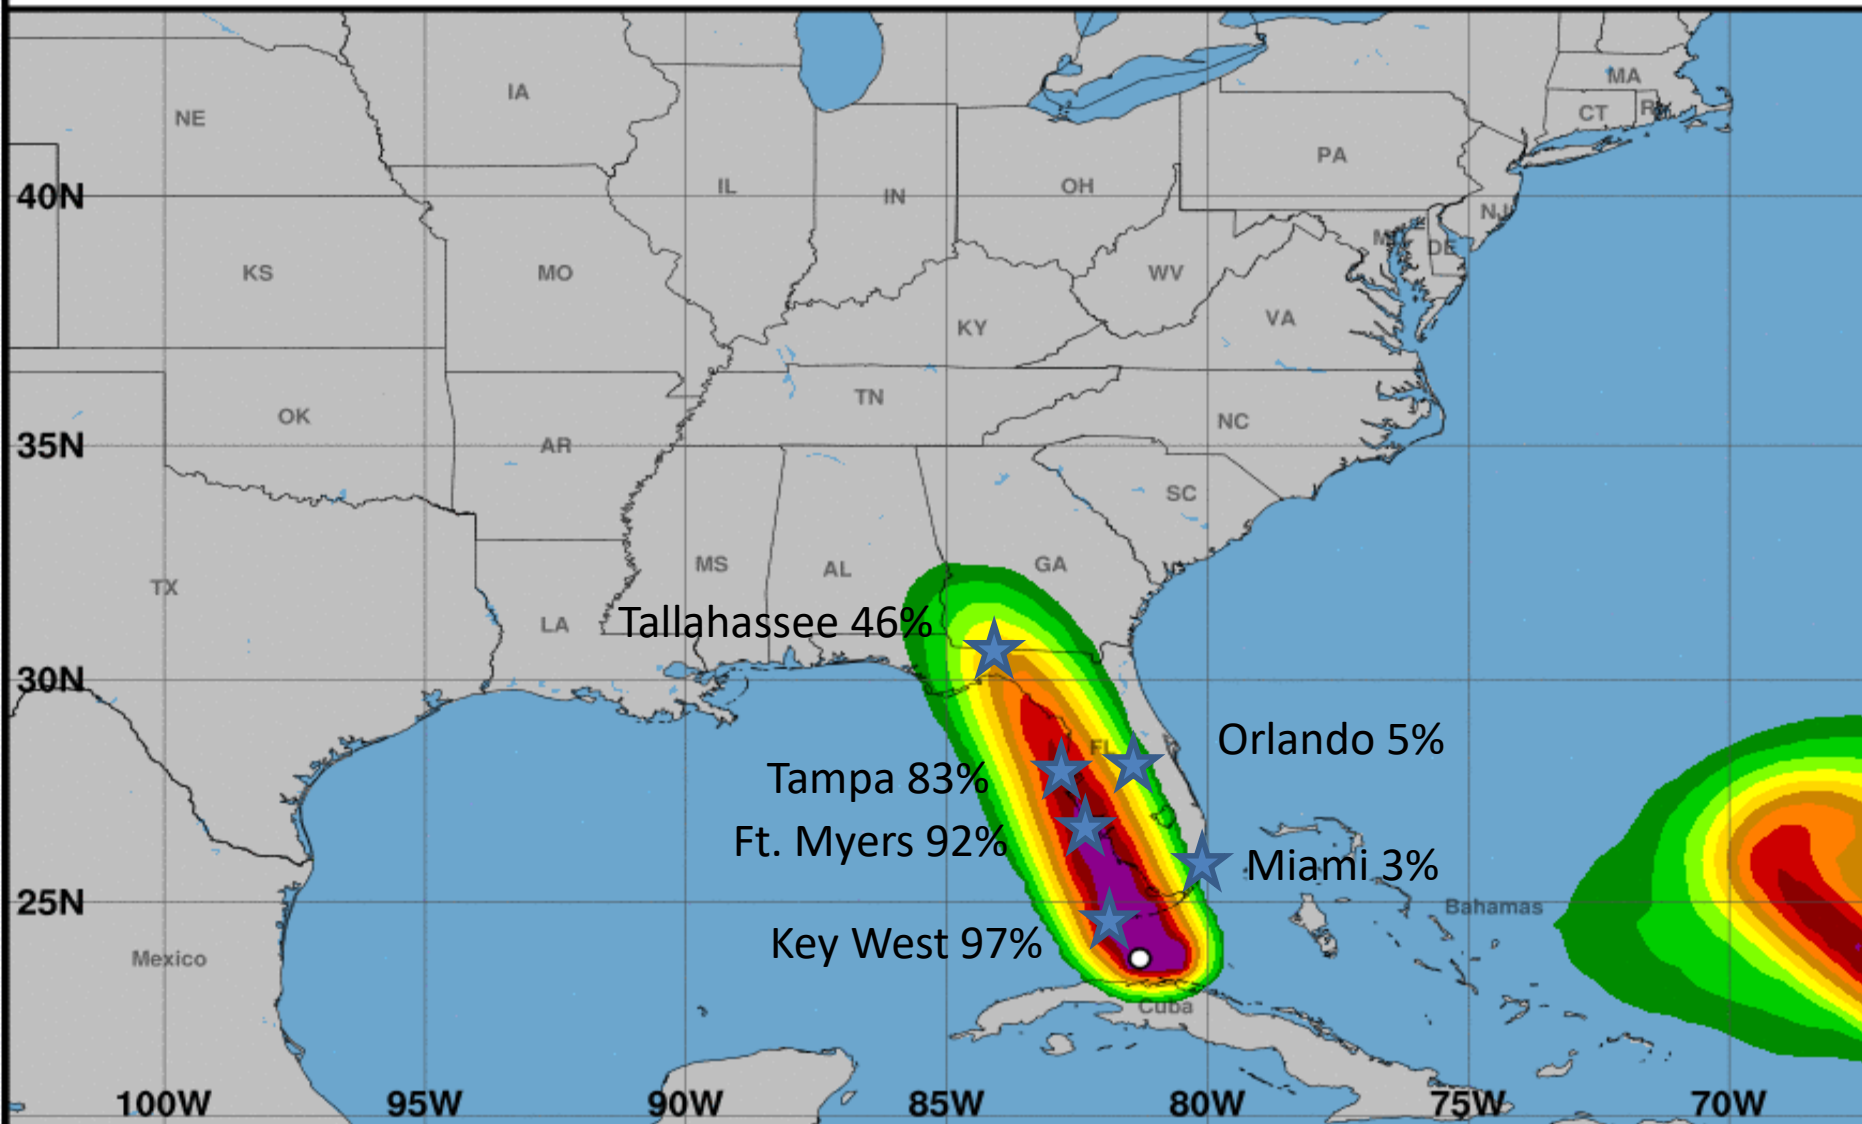 MA
IA
CT
NE
PA
IL
OH
IN
40N
NJ
DE
KS
MO
WV
VA
KY
TN
OK
NC
35N
AR
SC
MS
AL
GA
TX
Tallahassee 46%
LA
30N
Orlando 5%
FL
Tampa 83%
Ft. Myers 92%
Miami 3%
25N
Bahamas
Key West 97%
Mexico
Cuba
100W
95W
90W
85W
80W
75W
70W